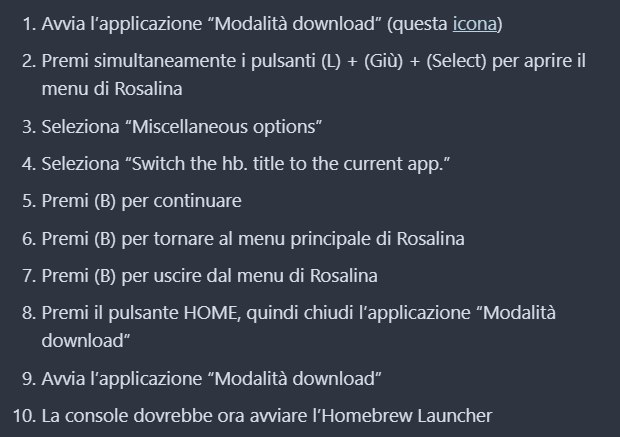 1. Avvia l’applicazione “Modalità download” (questa icona)
2. Premi simultaneamente i pulsanti (L) + (Giù) + (Select) per aprire il
menu di Rosalina
3. Seleziona “Miscellaneous options”
4. Seleziona “Switch the hb. title to the current app.”
5. Premi (B) per continuare
6. Premi (B) per tornare al menu principale di Rosalina
7. Premi (B) per uscire dal menu di Rosalina
8. Premi il pulsante HOME, quindi chiudi l’applicazione “Modalità
download”
9. Avvia l’applicazione “Modalità download”
10. La console dovrebbe ora avviare l’Homebrew Launcher